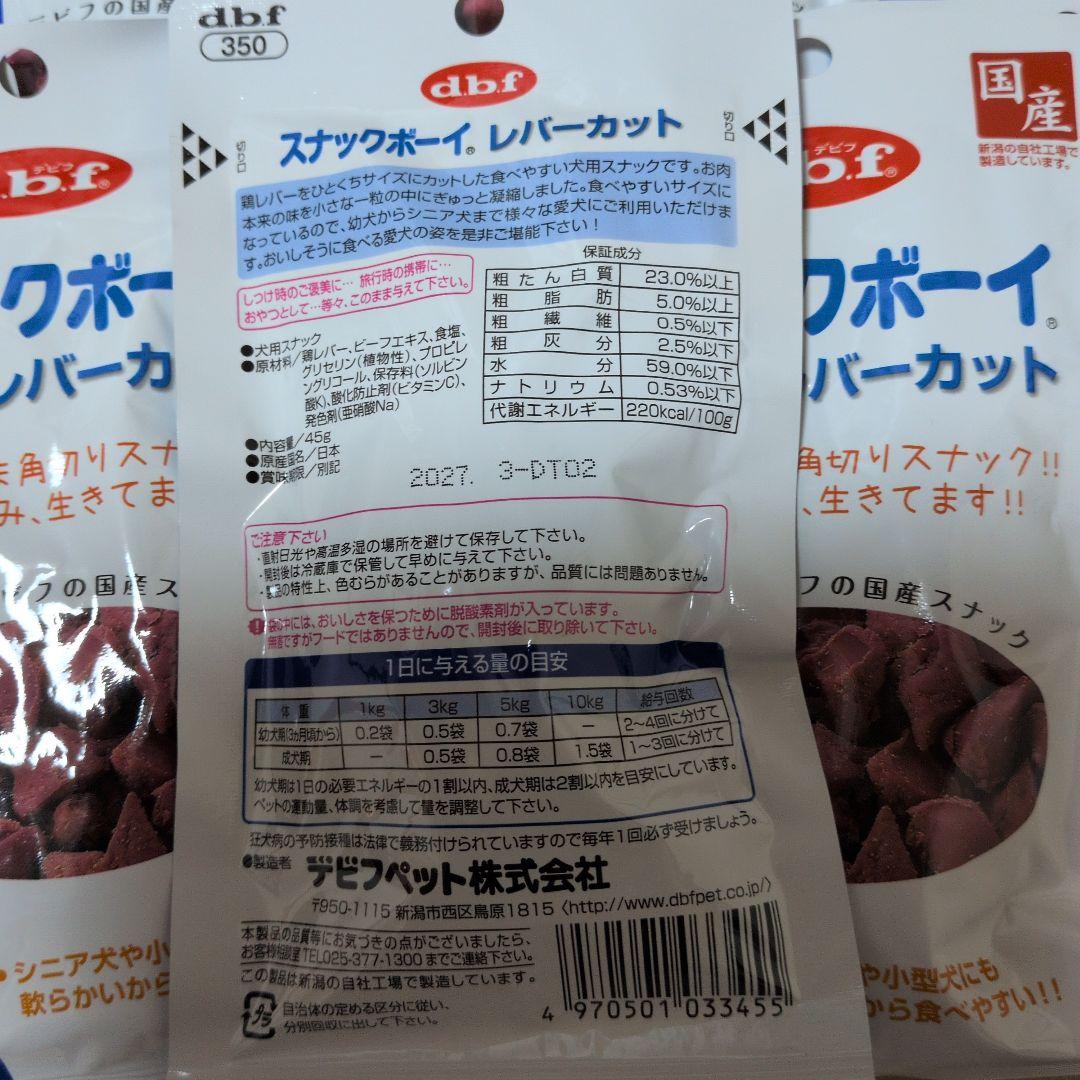 デビフの国産
d.b.f
350
d.b.f
切り口
切り口
スナックボーイ® レバーカット
鶏レバーをひとくちサイズにカットした食べやすい犬用スナックです。お肉
本来の味を小さな一粒の中にぎゅっと凝縮しました。食べやすいサイズに
なっているので、幼犬からシニア犬まで様々な愛犬にご利用いただけま
す。おいしそうに食べる愛犬の姿を是非ご堪能下さい!
しつけ時のご褒美に… 旅行時の携帯に…
おやつとして…等々、このまま与えて下さい。
保証成分
粗たん白質 23.0%以上
粗脂肪 5.0%以上
粗繊維 0.5%以下
粗灰分 2.5%以下
水分 59.0%以下
ナトリウム 0.53%以下
代謝エネルギー 220kcal/100g
●犬用スナック
●原材料/鶏レバー、ビーフエキス、食塩、
グリセリン(植物性)、プロピレ
ングリコール、保存料(ソルビン
酸K)、酸化防止剤(ビタミンC)、
発色剤(亜硝酸Na)
●内容量/45g
●原産国名/日本
●賞味期限/別記
2027. 3-DT02
ご注意下さい
・直射日光や高温多湿の場所を避けて保存して下さい。
・開封後は冷蔵庫で保管して早めに与えて下さい。
・製品の特性上、色むらがあることがありますが、品質には問題ありません。
袋の中には、おいしさを保つために脱酸素剤が入っています。
無害ですがフードではありませんので、開封後に取り除いて下さい。
1日に与える量の目安
体重 1kg 3kg 5kg 10kg 給与回数
幼犬期(3ヵ月頃から) 0.2袋 0.5袋 0.7袋 — 2~4回に分けて
成犬期 — 0.5袋 0.8袋 1.5袋 1~3回に分けて
幼犬期は1日の必要エネルギーの1割以内、成犬期は2割以内を目安にしています。
ペットの運動量、体調を考慮して量を調整して下さい。
狂犬病の予防接種は法律で義務付けられていますので毎年1回必ず受けましょう。
●製造者 デビフペット株式会社
〒950-1115 新潟市西区鳥原1815〈http://www.dbfpet.co.jp/〉
本製品の品質等にお気づきの点がございましたら、
お客様相談室TEL025-377-1300までご連絡下さい。
この製品は新潟の自社工場で製造しています。
プラ
自治体の定める区分に従い、
分別回収に出して下さい。
4 970501 033455
デビフ
.b.f®
クボー
レバーカ
ま角切りスナ
み、生きてま
ビフの国産ス
●シニア犬や小
軟らかいから
国産
新潟の自社工場で
製造しています。
デビフ
b.f®
クボーイ®
バーカット
角切りスナック!!
、生きてます!!
ビフの国産スナック
や小型犬にも
から食べやすい!!